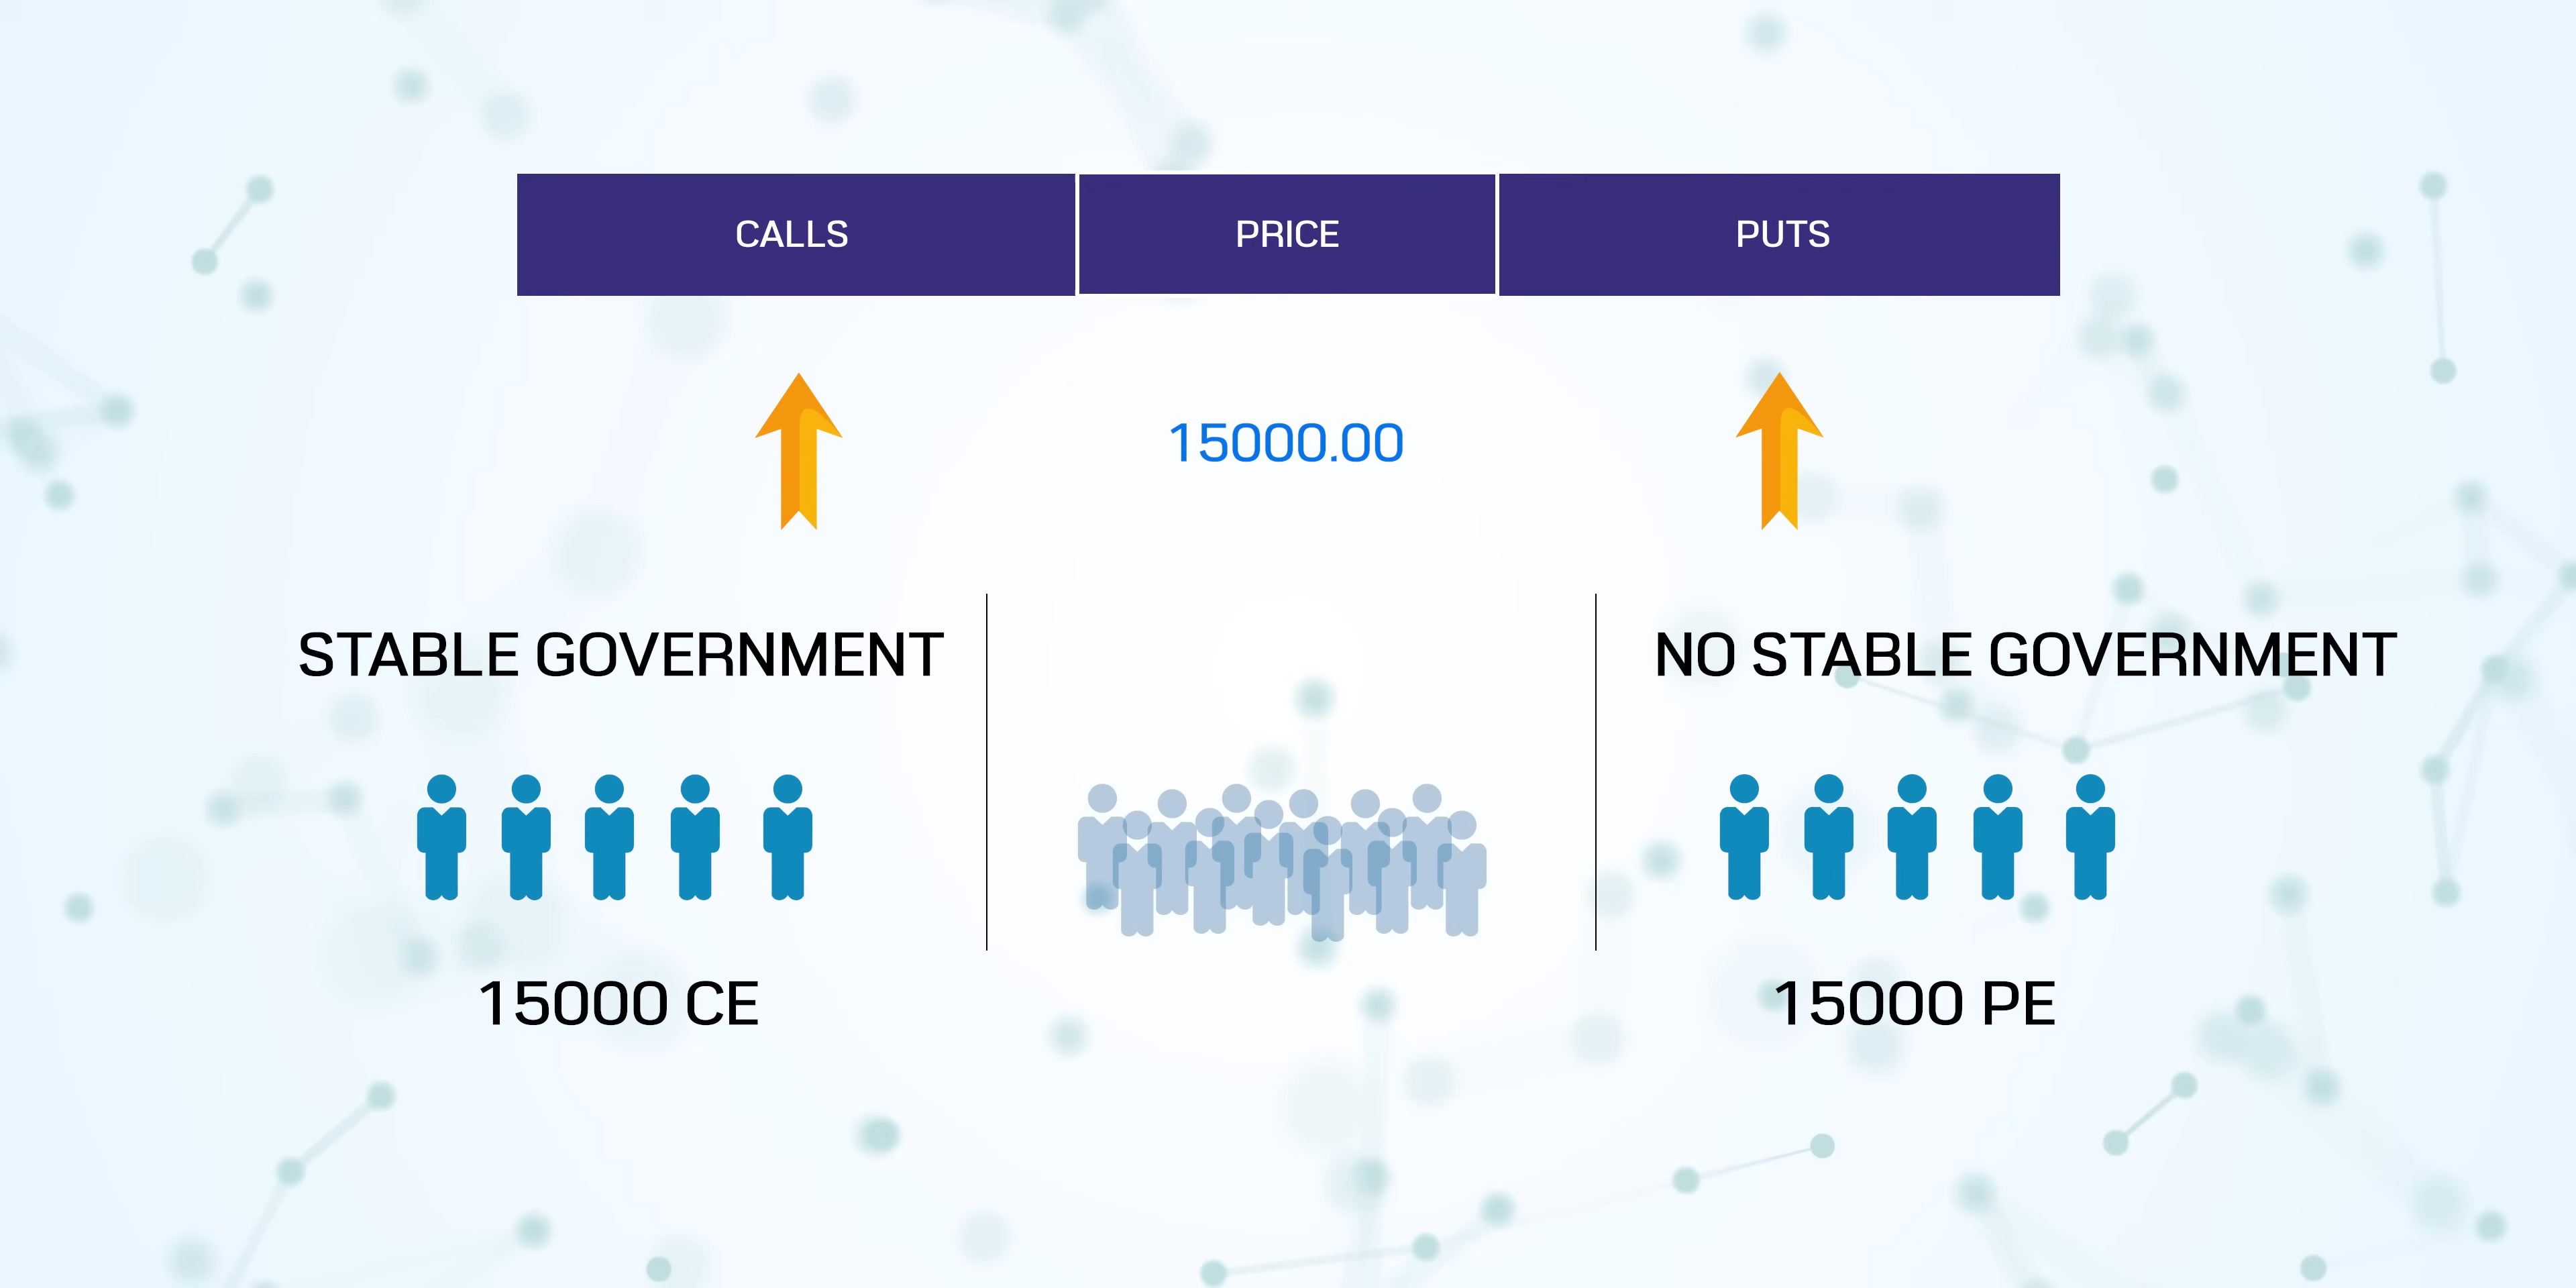 CALLS PRICE PUTS
15000.00
STABLE GOVERNMENT
NO STABLE GOVERNMENT
15000 CE
15000 PE